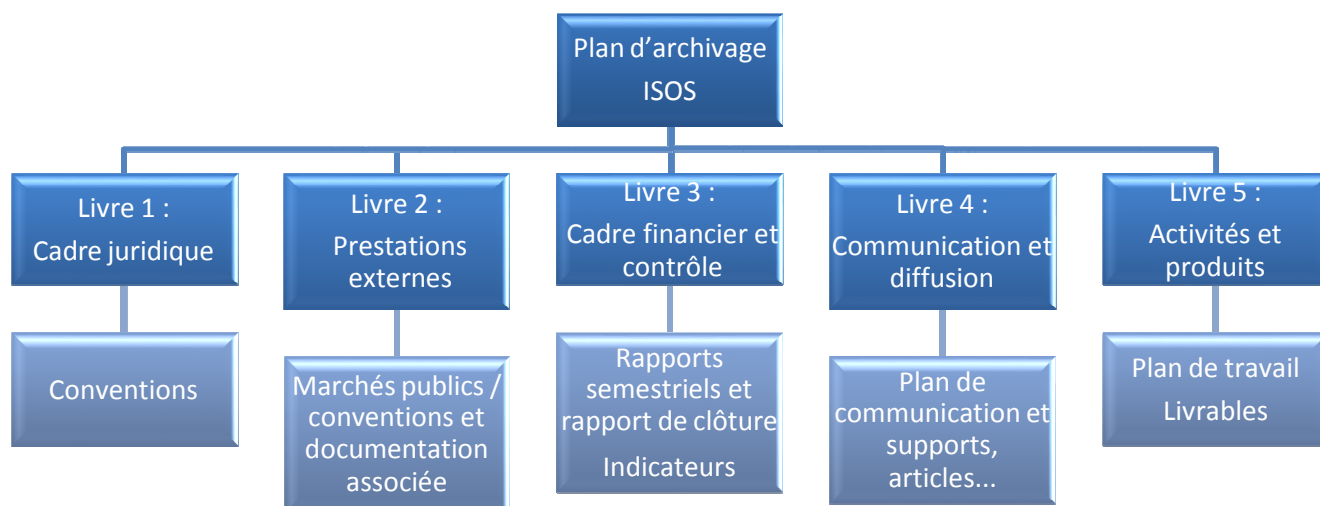 Plan d’archivage
ISOS
Livre 1 :
Cadre juridique
Livre 2 :
Prestations
externes
Livre 3 :
Cadre financier et
contrôle
Livre 4 :
Communication et
diffusion
Livre 5 :
Activités et
produits
Conventions
Marchés publics /
conventions et
documentation
associée
Rapports
semestriels et
rapport de clôture
Indicateurs
Plan de
communication et
supports,
articles...
Plan de travail
Livrables